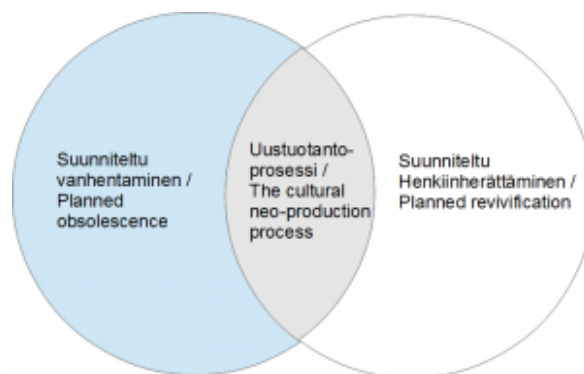 Suunniteltu
vanhentaminen /
Planned
obsolescence
Uustuotanto-
prosessi /
The cultural
neo-production
process
Suunniteltu
Henkiinherättäminen /
Planned revivification